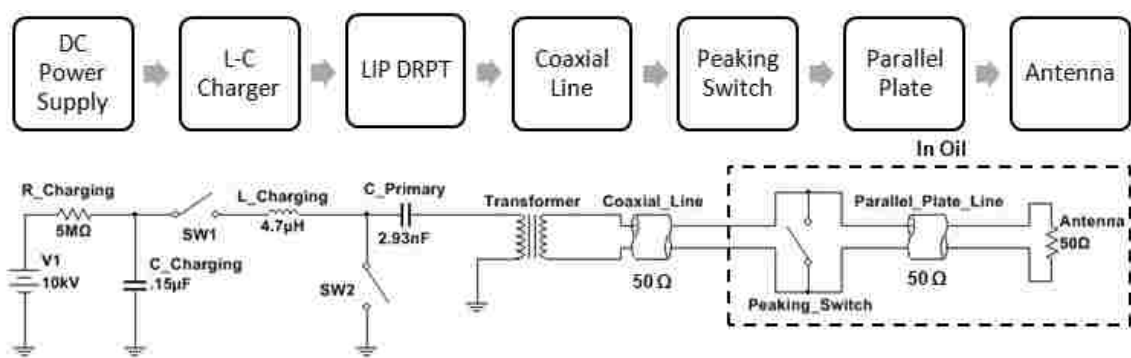 DC
Power
Supply
L-C
Charger
LiP DRPT
Coaxial
Line
Peaking
Switch
Parallel
Plate
Antenna
In Oil
R_Charging
5MΩ
SW1
L_Charging
4.7µH
C_Primary
2.93nF
Transformer
Coaxial_Line
50 Ω
Parallel_Plate_Line
50 Ω
Antenna
50Ω
V1
10kV
C_Charging
.15µF
SW2
Peaking_Switch